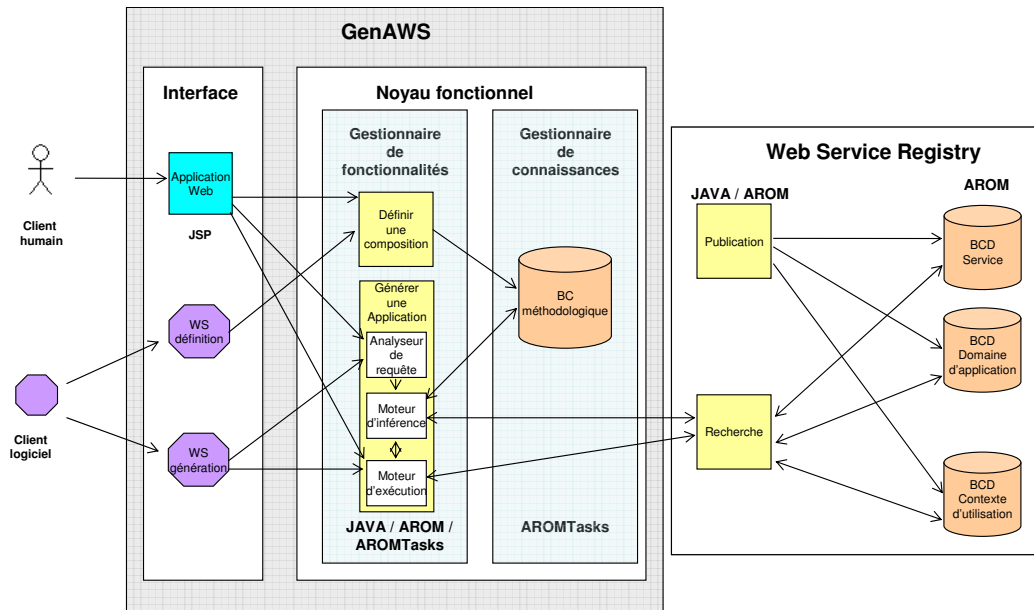 GenAWS
Interface
Noyau fonctionnel
Gestionnaire
de
fonctionnalités
Gestionnaire
de
connaissances
Web Service Registry
JAVA / AROM
AROM
Client
humain
Application
Web
JSP
Définir
une
composition
Publication
BCD
Service
WS
définition
Générer
une
Application
Analyseur
de
requête
BC
méthodologique
BCD
Domaine
d'application
Client
logiciel
WS
génération
Moteur
d'inférence
Moteur
d'exécution
Recherche
BCD
Contexte
d'utilisation
JAVA / AROM /
AROMTasks
AROMTasks